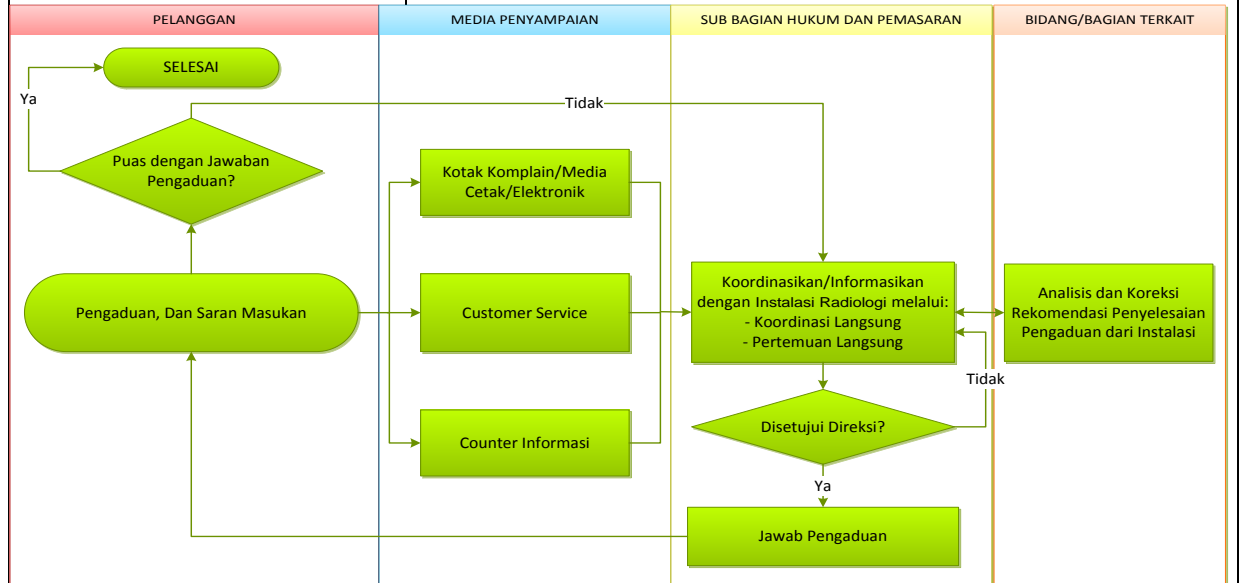 PELANGGAN
MEDIA PENYAMPAIAN
SUB BAGIAN HUKUM DAN PEMASARAN
BIDANG/BAGIAN TERKAIT
SELESAI
Ya
Tidak
Puas dengan Jawaban
Pengaduan?
Kotak Komplain/Media
Cetak/Elektronik
Pengaduan, Dan Saran Masukan
Customer Service
Koordinasikan/Informasikan
dengan Instalasi Radiologi melalui:
- Koordinasi Langsung
- Pertemuan Langsung
Analisis dan Koreksi
Rekomendasi Penyelesaian
Pengaduan dari Instalasi
Tidak
Counter Informasi
Disetujui Direksi?
Ya
Jawab Pengaduan